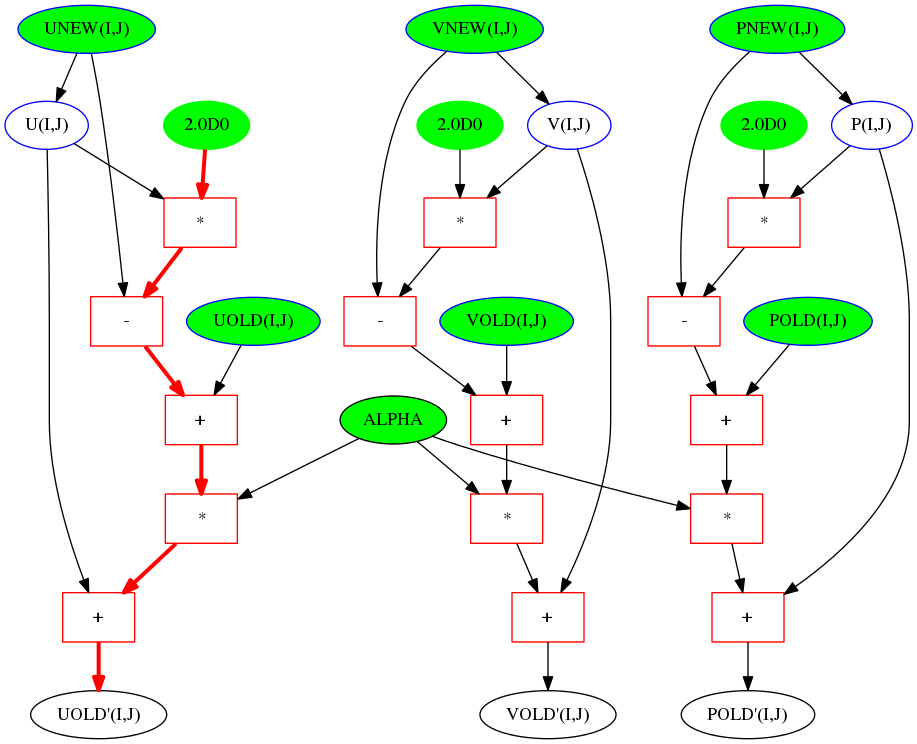 UNEW(I,J)
VNEW(I,J)
PNEW(I,J)
U(I,J)
2.0D0
2.0D0
V(I,J)
2.0D0
P(I,J)
*
*
*
-
UOLD(I,J)
-
VOLD(I,J)
-
POLD(I,J)
+
ALPHA
+
+
*
*
*
+
+
+
UOLD'(I,J)
VOLD'(I,J)
POLD'(I,J)